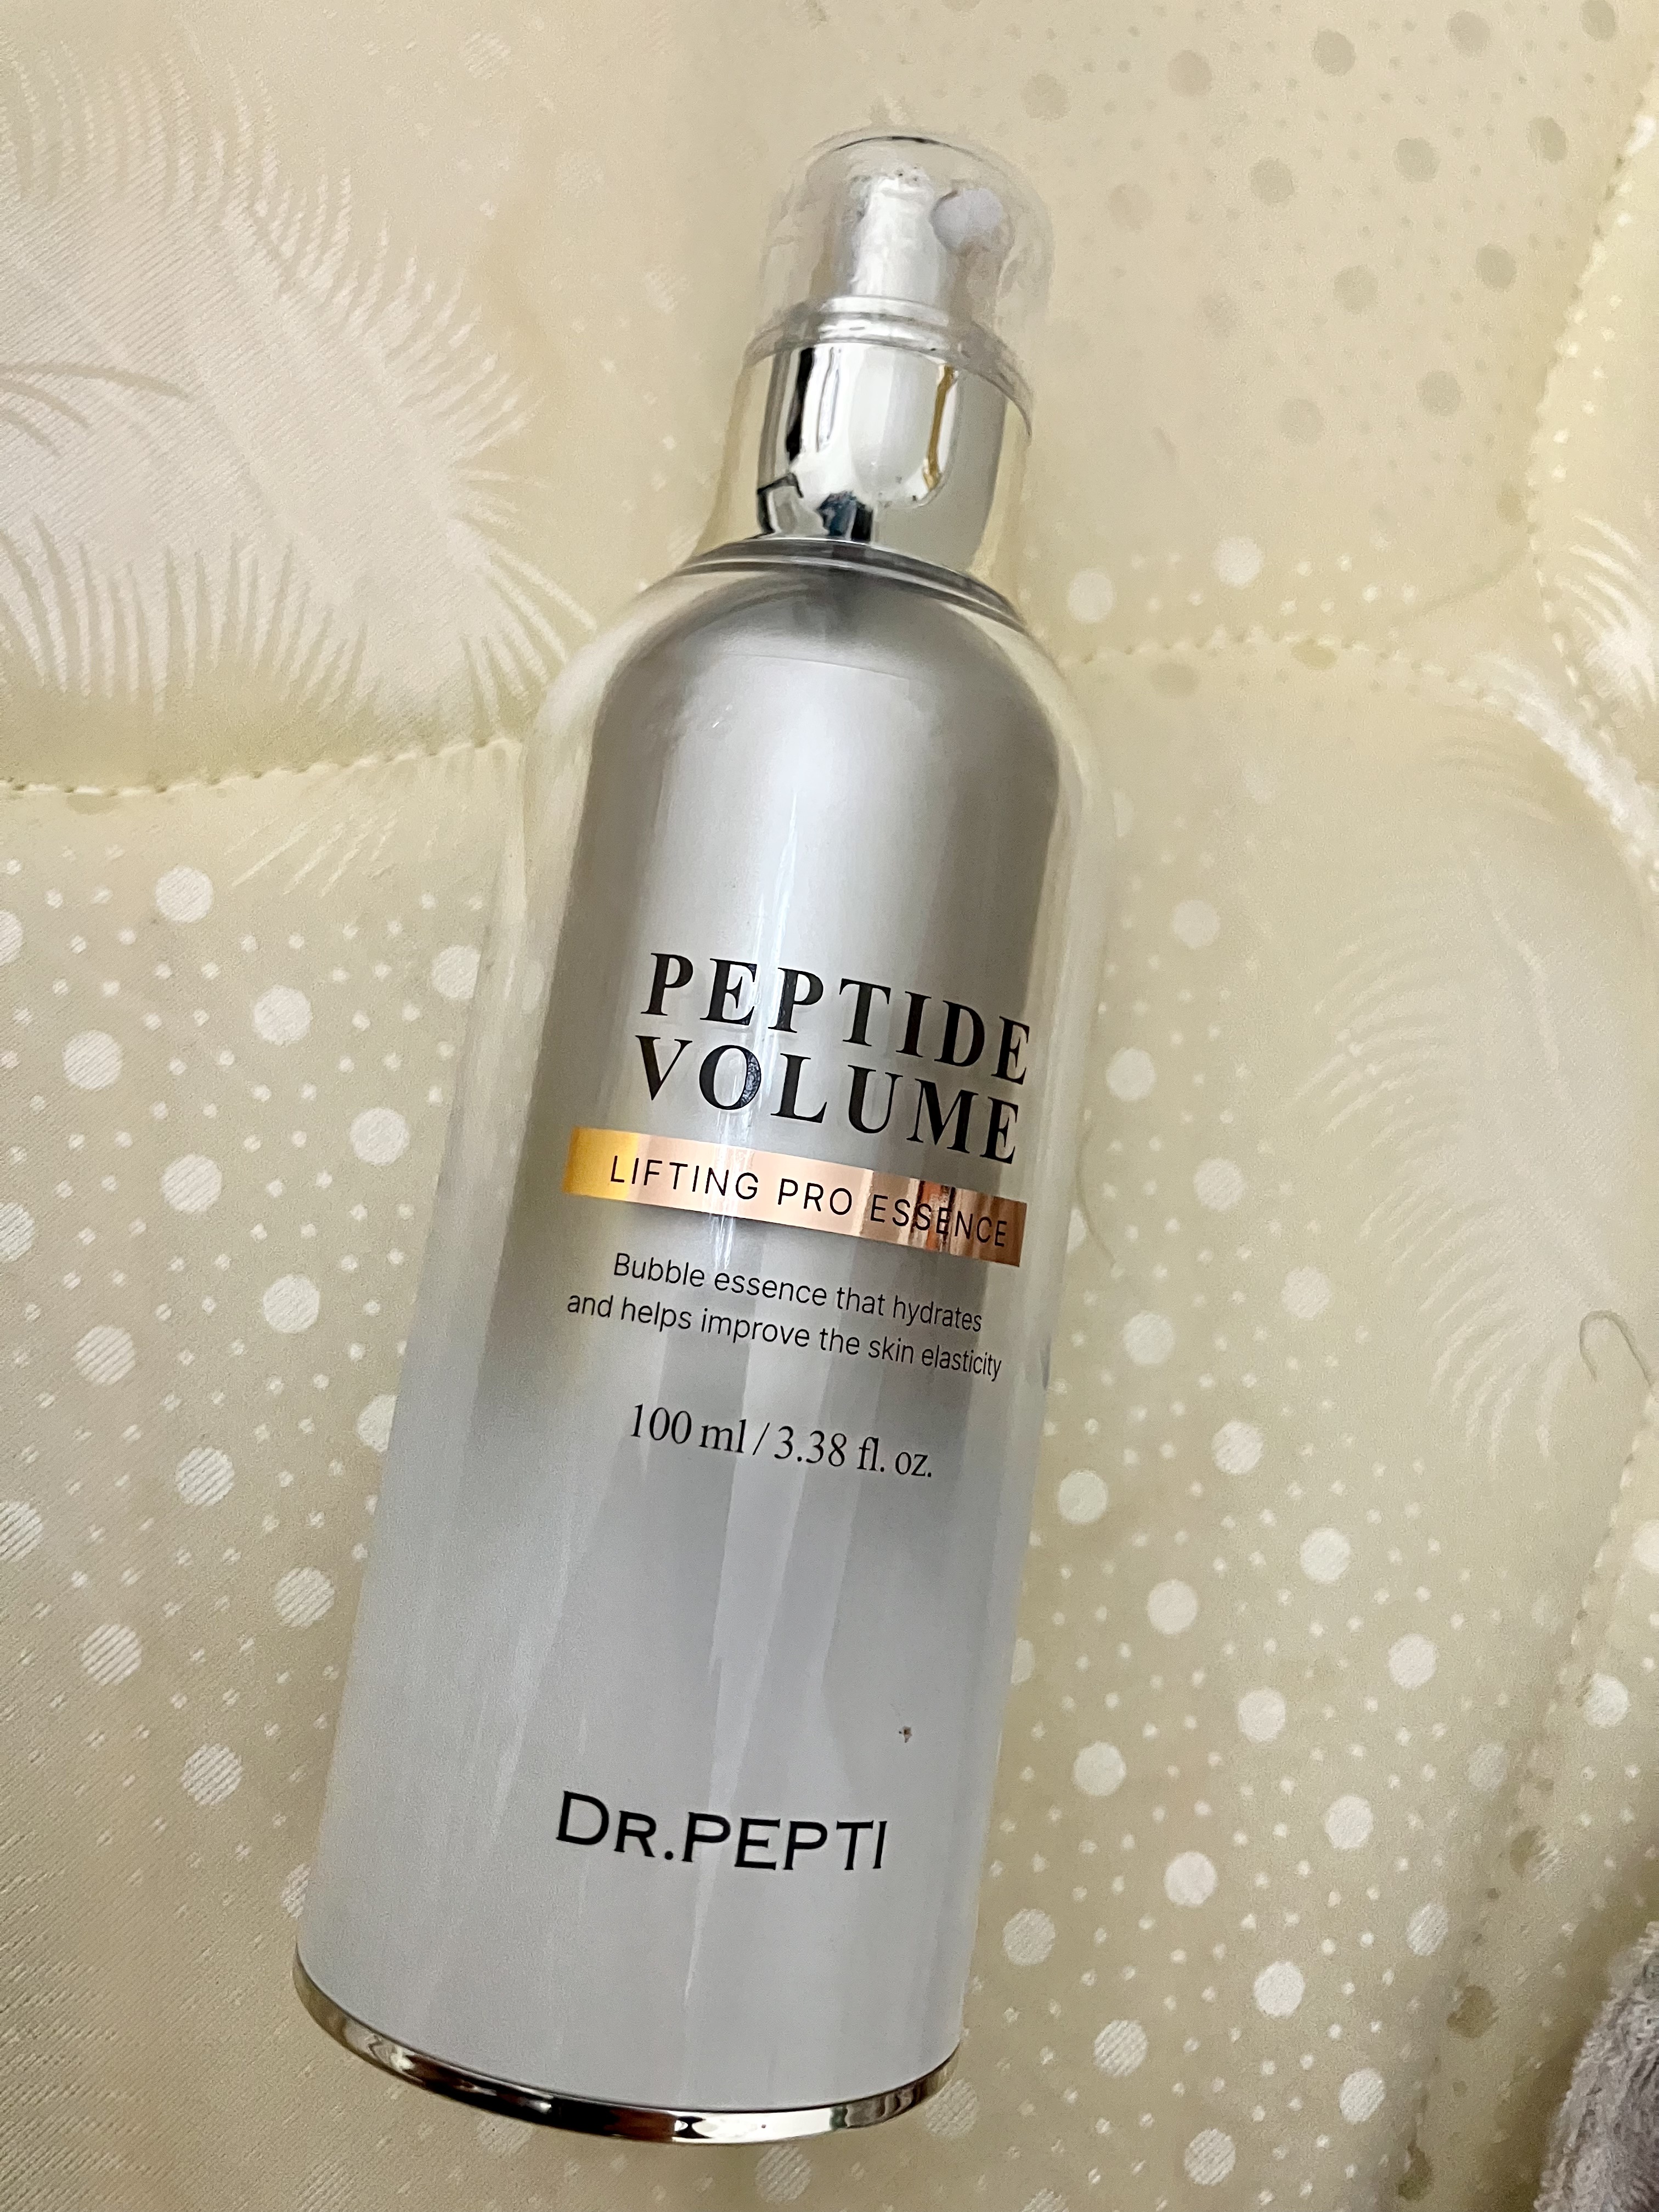 PEPTIDE
VOLUME
LIFTING PRO ESSENCE
Bubble essence that hydrates
and helps improve the skin elasticity
100 ml / 3.38 fl. oz.
DR.PEPTI